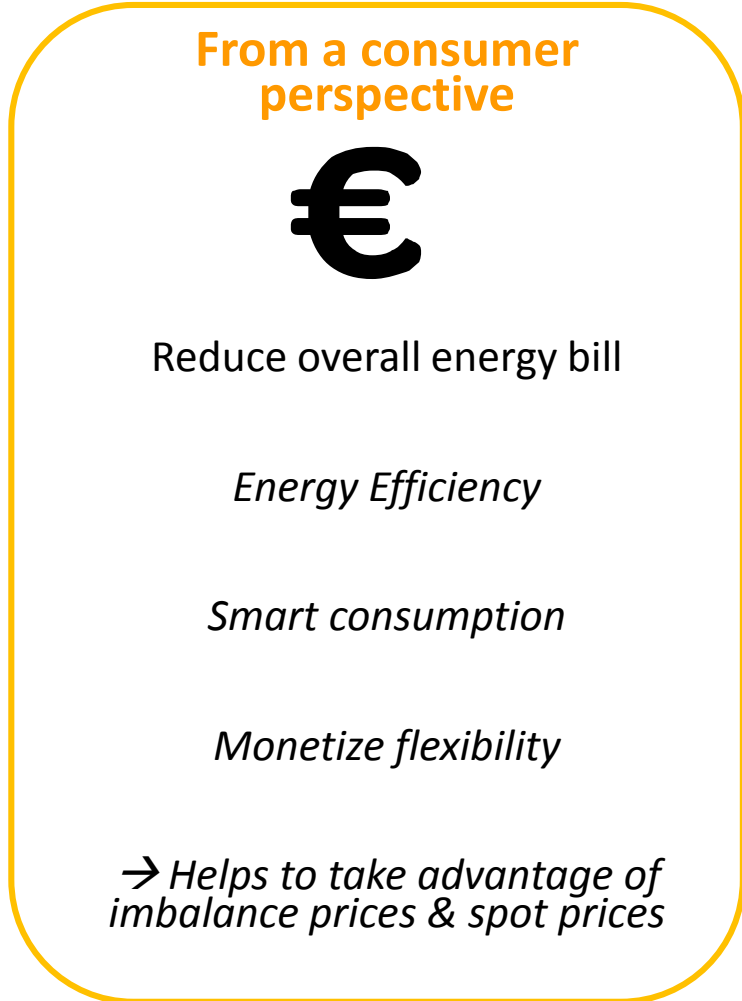 From a consumer
perspective
€
Reduce overall energy bill
Energy Efficiency
Smart consumption
Monetize flexibility
→ Helps to take advantage of
imbalance prices & spot prices